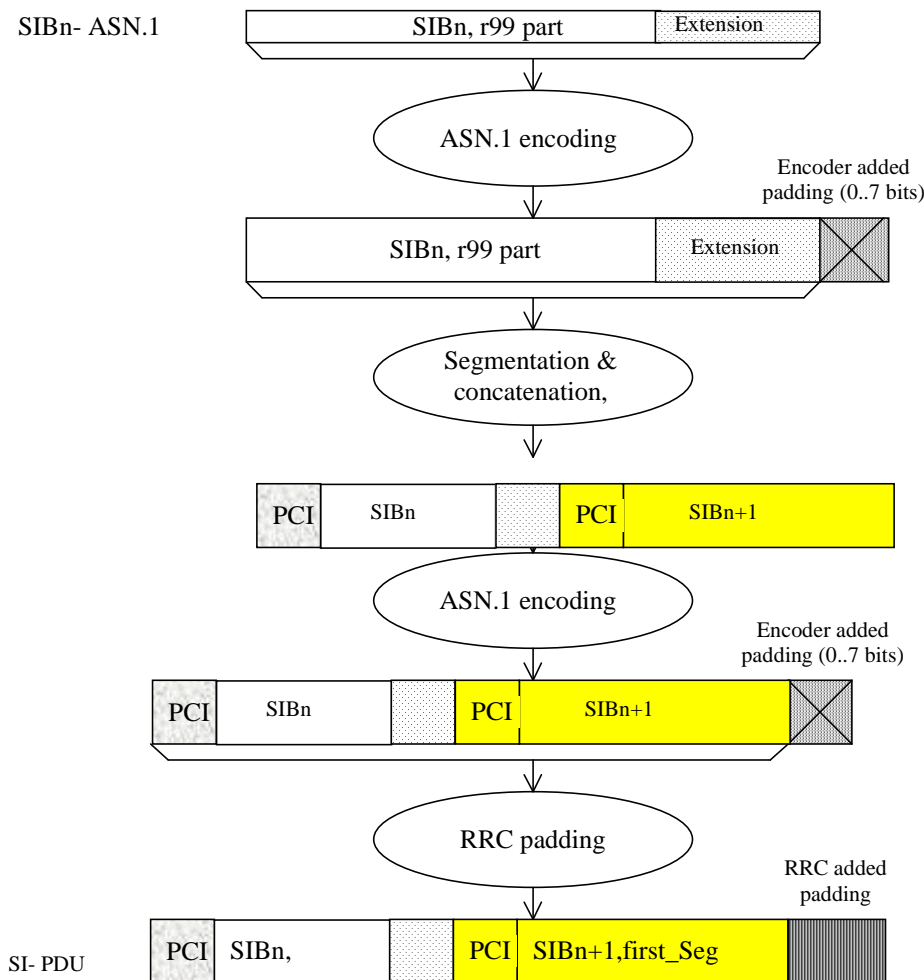 SIBn- ASN.1
SIBn, r99 part
Extension
ASN.1 encoding
Encoder added
padding (0..7 bits)
SIBn, r99 part
Extension
Segmentation &
concatenation,
PCI
SIBn
PCI
SIBn+1
ASN.1 encoding
Encoder added
padding (0..7 bits)
PCI
SIBn
PCI
SIBn+1
RRC padding
RRC added
padding
SI- PDU
PCI
SIBn,
PCI
SIBn+1,first_Seg